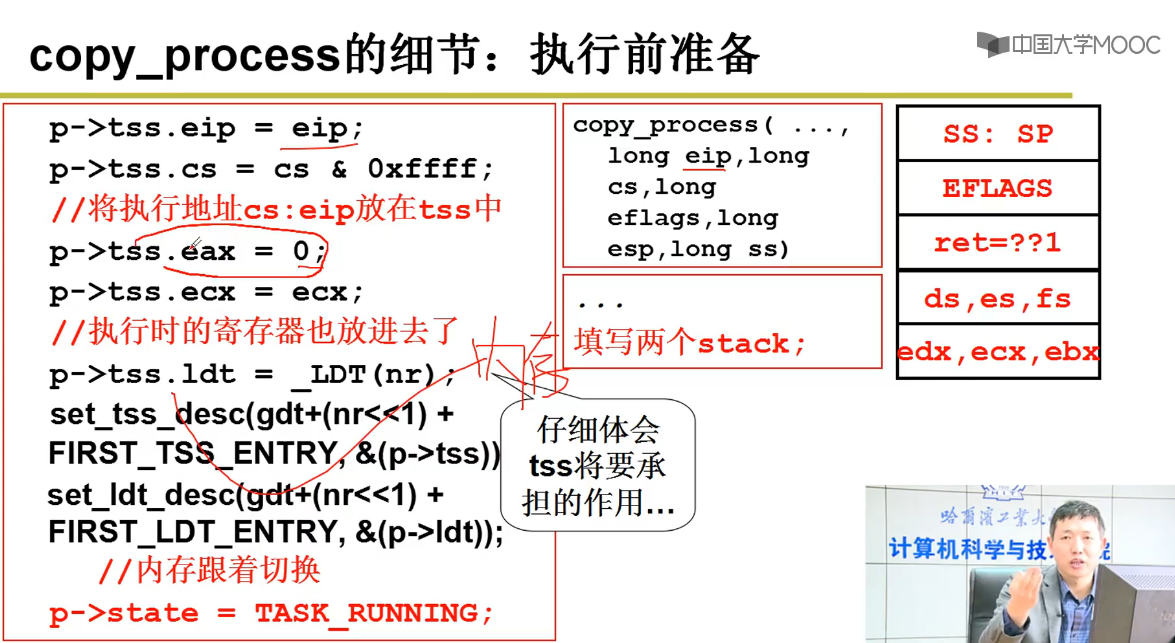 copy_process的细节：执行前准备
中国大学MOOC
p->tss.eip = eip;
p->tss.cs = cs & 0xffff;
//将执行地址cs:eip放在tss中
p->tss.eax = 0;
p->tss.ecx = ecx;
//执行时的寄存器也放进去了
p->tss.ldt = _LDT(nr);
set_tss_desc(gdt+(nr<<1) +
FIRST_TSS_ENTRY, &(p->tss))
set_ldt_desc(gdt+(nr<<1) +
FIRST_LDT_ENTRY, &(p->ldt));
//内存跟着切换
p->state = TASK_RUNNING;
copy_process( ...,
long eip,long
cs,long
eflags,long
esp,long ss)
...
填写两个stack;
仔细体会
tss将要承
担的作用…
SS: SP
EFLAGS
ret=??1
ds,es,fs
edx,ecx,ebx
哈尔滨工业大
计算机科学与技 院